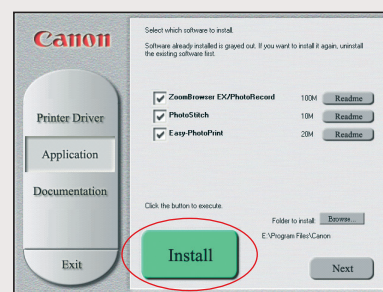 Canon
Printer Driver
Application
Documentation
Exit
Select which software to install.
Software already installed is grayed out. If you want to install it again, uninstall
the existing software first.
ZoomBrowser EX/PhotoRecord 100M Readme
PhotoStitch 10M Readme
Easy-PhotoPrint 20M Readme
Click the button to execute.
Folder to install: Browse...
E:\Program Files\Canon
Install
Next